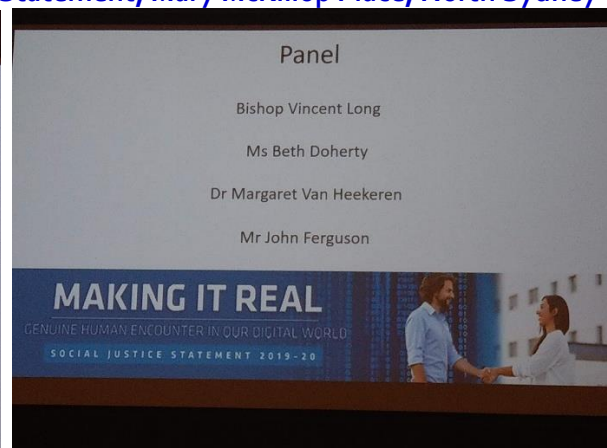 Statement, Mary MacKillop Place, North Sydney
Panel
Bishop Vincent Long
Ms Beth Doherty
Dr Margaret Van Heekeren
Mr John Ferguson
MAKING IT REAL
GENUINE HUMAN ENCOUNTER IN OUR DIGITAL WORLD
SOCIAL JUSTICE STATEMENT 2019-20